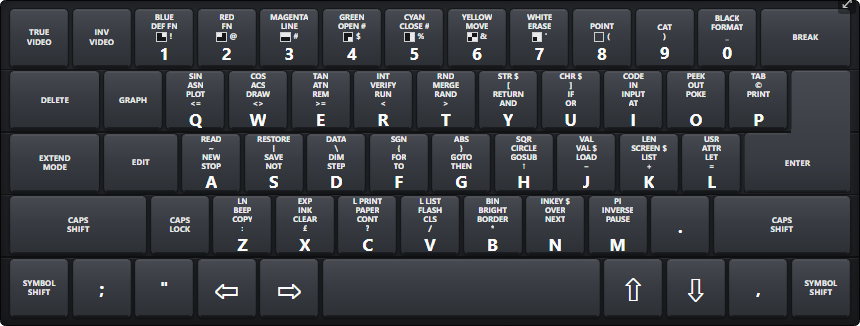 TRUE VIDEO
INV VIDEO
BLUE
DEF FN
!
1
RED
FN
@
2
MAGENTA
LINE
#
3
GREEN
OPEN #
$
4
CYAN
CLOSE #
%
5
YELLOW
MOVE
&
6
WHITE
ERASE
'
7
POINT
(
8
CAT
)
9
BLACK
FORMAT
_
0
BREAK
DELETE
GRAPH
SIN
ASN
PLOT
<=
Q
COS
ACS
DRAW
<>
W
TAN
ATN
REM
>=
E
INT
VERIFY
RUN
<
R
RND
MERGE
RAND
>
T
STR $
[
RETURN
AND
Y
CHR $
]
IF
OR
U
CODE
IN
INPUT
AT
I
PEEK
OUT
POKE
O
TAB
©
PRINT
P
EXTEND
MODE
EDIT
READ
~
NEW
STOP
A
RESTORE
|
SAVE
NOT
S
DATA
\
DIM
STEP
D
SGN
{
FOR
TO
F
ABS
}
GOTO
THEN
G
SQR
CIRCLE
GOSUB
↑
H
VAL
VAL $
LOAD
−
J
LEN
SCREEN $
LIST
+
K
USR
ATTR
LET
=
L
ENTER
CAPS
SHIFT
CAPS
LOCK
LN
BEEP
COPY
:
Z
EXP
INK
CLEAR
£
X
L PRINT
PAPER
CONT
?
C
L LIST
FLASH
CLS
/
V
BIN
BRIGHT
BORDER
*
B
INKEY $
OVER
NEXT
N
PI
INVERSE
PAUSE
M
.
CAPS
SHIFT
SYMBOL
SHIFT
;
"
⇦
⇨
⇧
⇩
,
SYMBOL
SHIFT